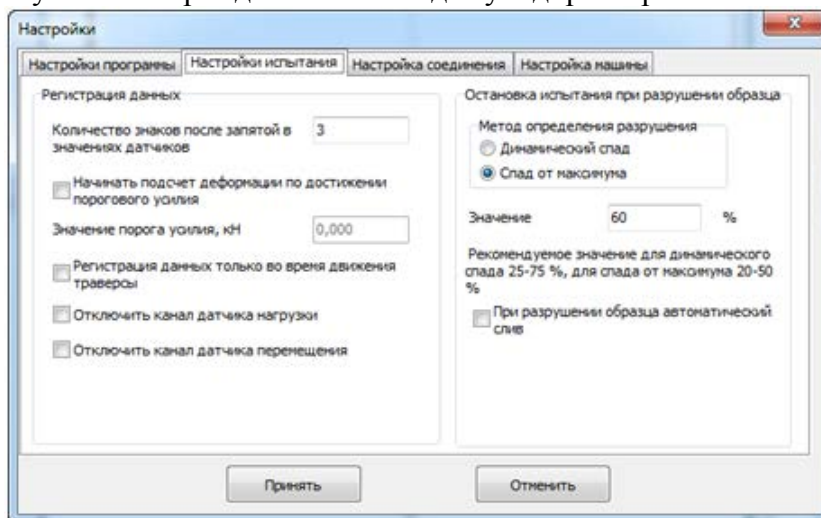 Настройки
Настройки программы Настройки испытания Настройка соединения Настройка машины
Регистрация данных
Количество знаков после запятой в
значениях датчиков
3
Начинать подсчет деформации по достижении
порогового усилия
Значение порога усилия, кН
0,000
Регистрация данных только во время движения
траверсы
Отключить канал датчика нагрузки
Отключить канал датчика перемещения
Остановка испытания при разрушении образца
Метод определения разрушения
Динамический спад
Спад от максимума
Значение 60 %
Рекомендуемое значение для динамического
спада 25-75 %, для спада от максимума 20-50
%
При разрушении образца автоматический
слив
Принять Отменить